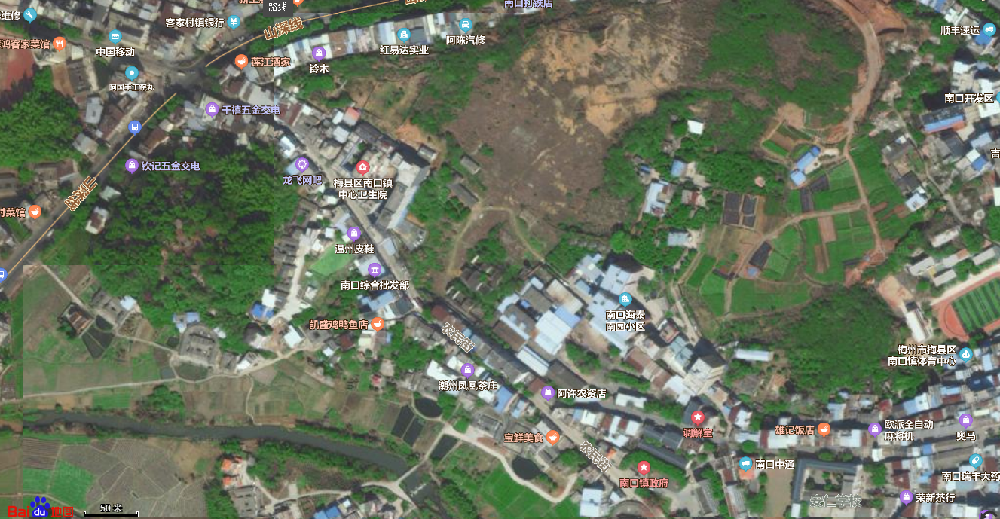 路线
南口打铁店
维修
客家村镇银行
山深线
鸿客家菜馆
中国移动
红易达实业
阿陈汽修
顺丰速运
莲江酒家
铃木
阿国手工腕丸
南口开发区
千禧五金交电
吉
钦记五金交电
龙飞网吧
梅县区南口镇
中心卫生院
村菜馆
温州皮鞋
南口综合批发部
南口海泰
南园小区
凯盛鸡鸭鱼店
农民街
梅州市梅县区
南口镇体育中心
潮州凤凰茶庄
阿许农资店
调解室
雄记饭店
欧派全自动
麻将机
奥马
宝鲜美食
农民街
南口镇政府
南口中通
南口瑞丰大药
安仁学校
荣新茶行
Bai du 地图
50 米